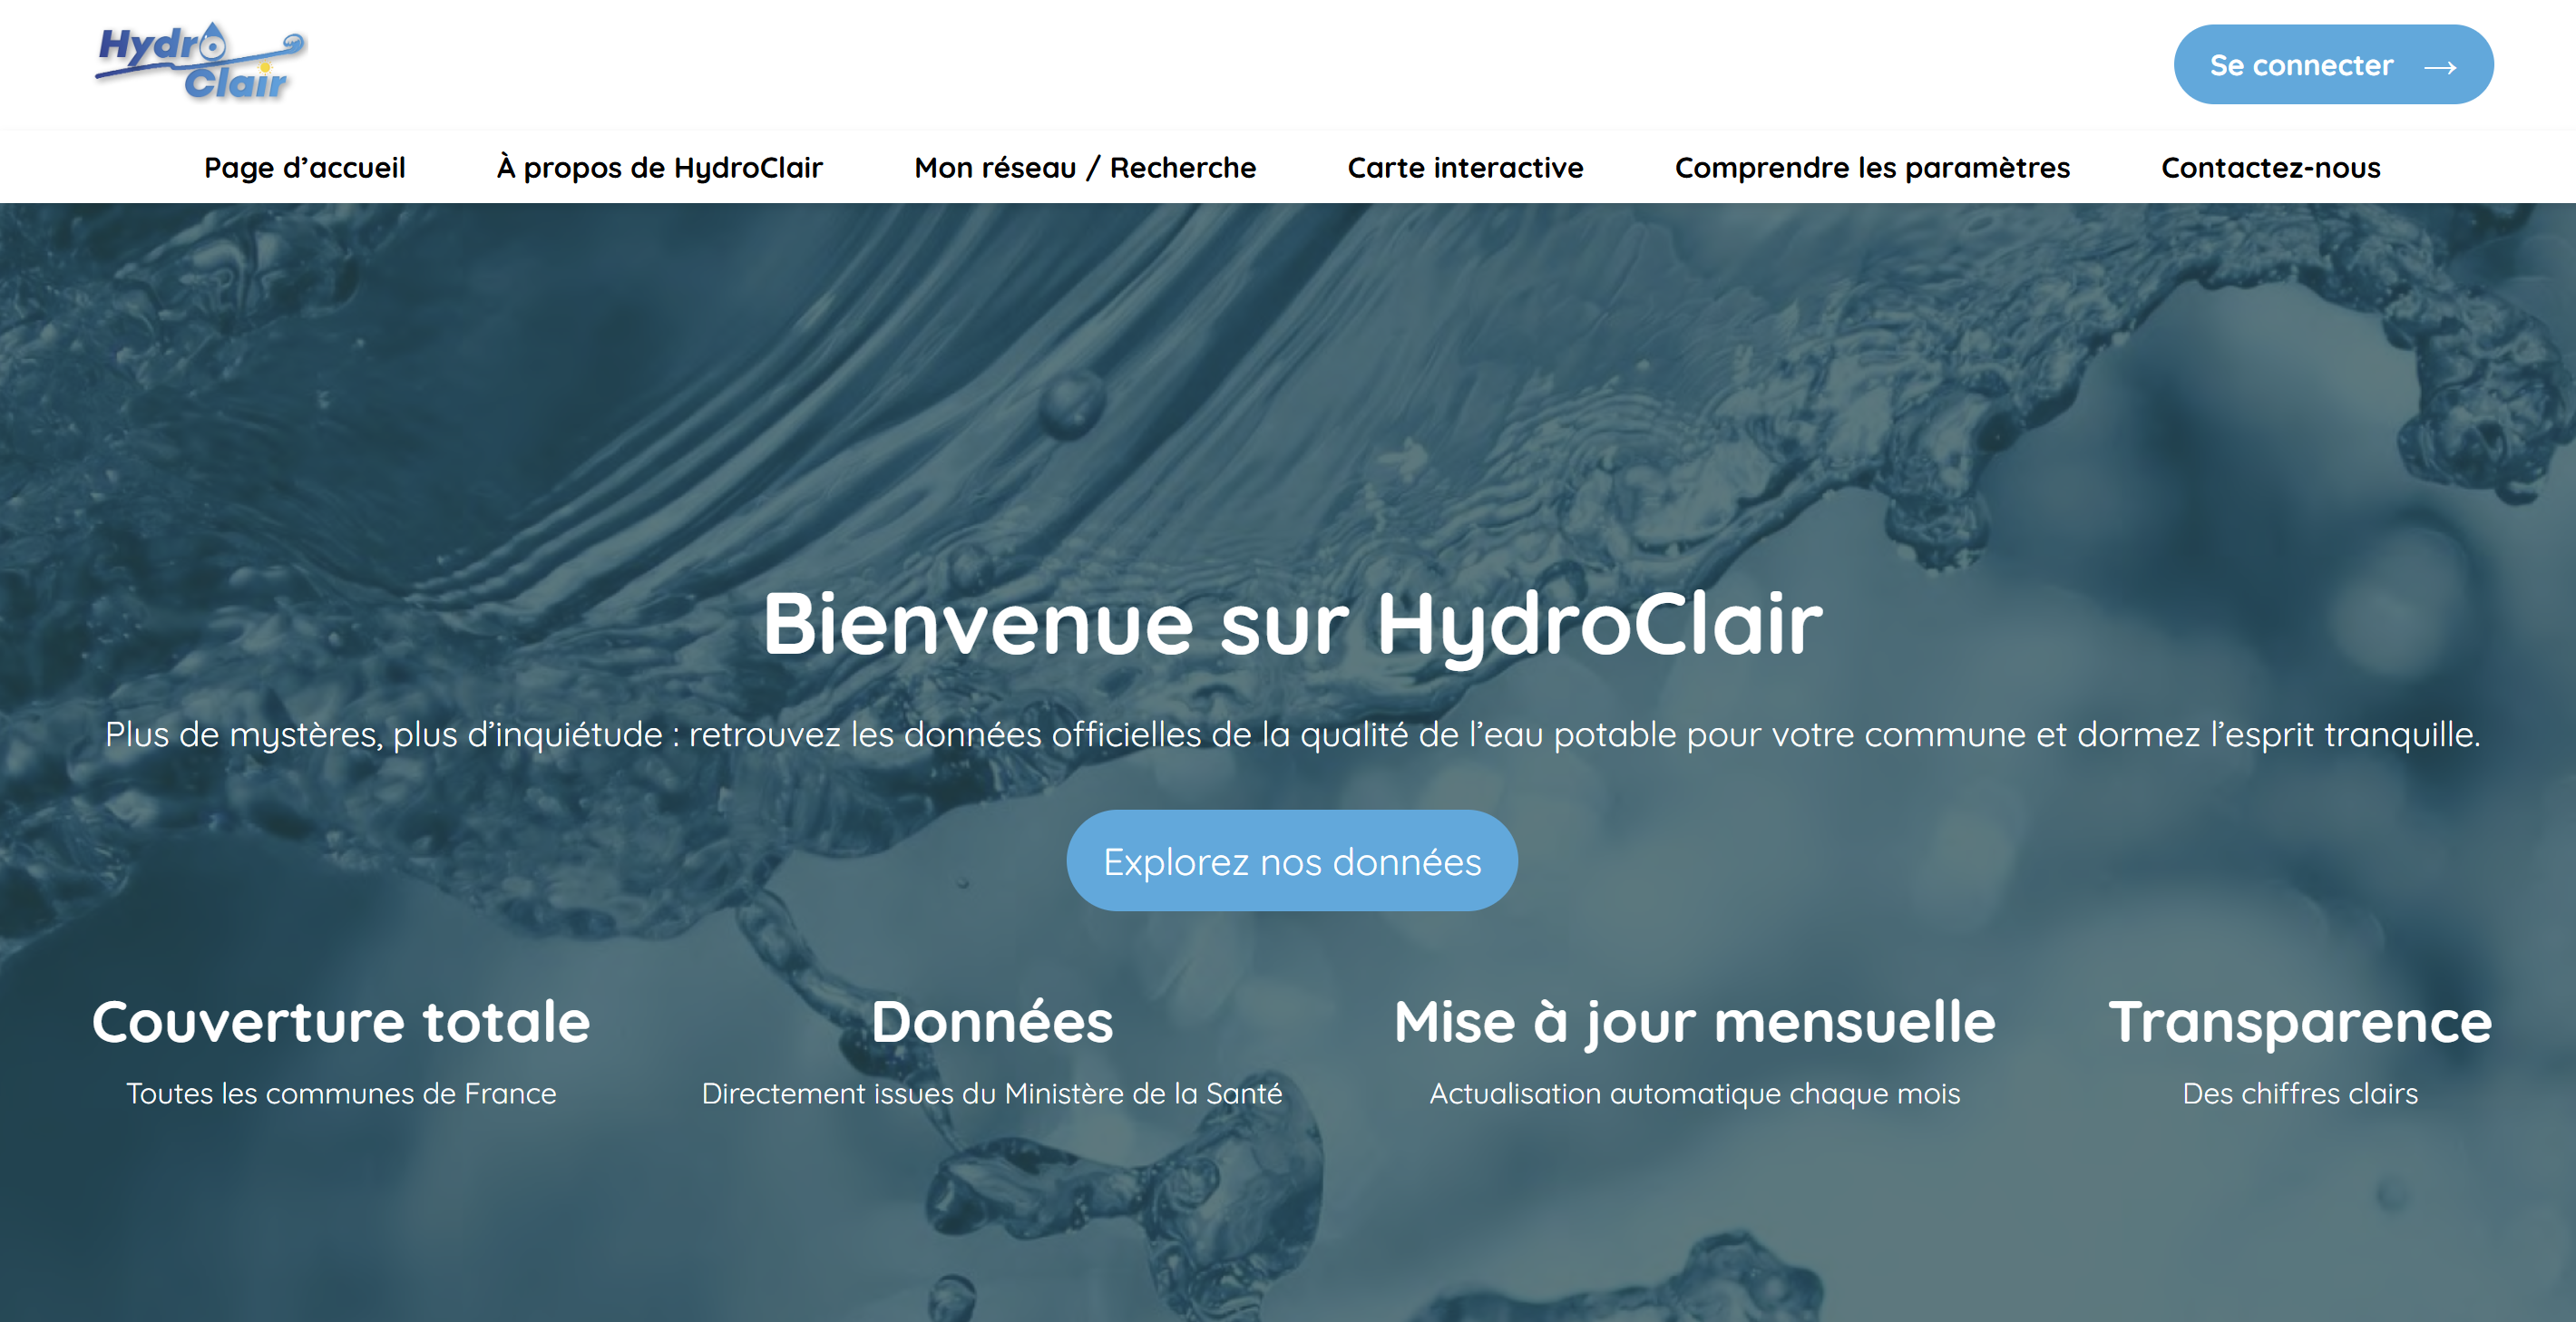 Hydro
Clair
Se connecter →
Page d’accueil
À propos de HydroClair
Mon réseau / Recherche
Carte interactive
Comprendre les paramètres
Contactez-nous
Bienvenue sur HydroClair
Plus de mystères, plus d’inquiétude : retrouvez les données officielles de la qualité de l’eau potable pour votre commune et dormez l’esprit tranquille.
Explorez nos données
Couverture totale
Toutes les communes de France
Données
Directement issues du Ministère de la Santé
Mise à jour mensuelle
Actualisation automatique chaque mois
Transparence
Des chiffres clairs